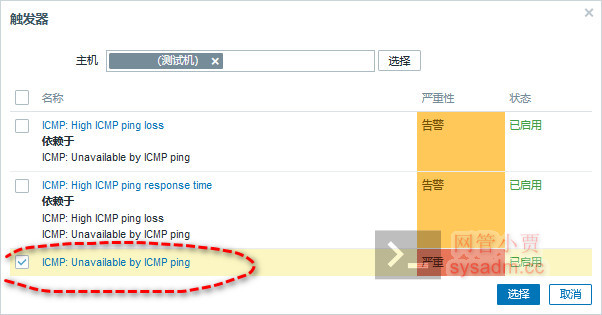 触发器
主机
(测试机)
选择
名称
严重性
状态
ICMP: High ICMP ping loss
告警
已启用
依赖于
ICMP: Unavailable by ICMP ping
ICMP: High ICMP ping response time
告警
已启用
依赖于
ICMP: High ICMP ping loss
ICMP: Unavailable by ICMP ping
ICMP: Unavailable by ICMP ping
严重
已启用
网管小贾
sysadm.cc
选择
取消